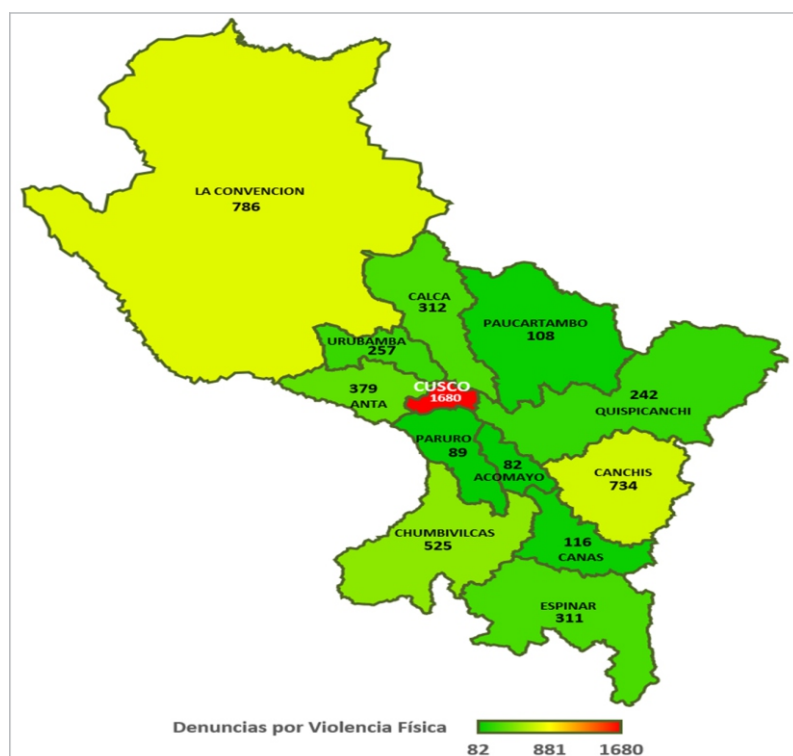 LA CONVENCION
786
CALCA
312
PAUCARTAMBO
108
URUBAMBA
257
379
ANTA
CUSCO
1680
242
QUISPICANCHI
PARURO
89
82
ACOMAYO
CANCHIS
734
CHUMBIVILCAS
525
116
CANAS
ESPINAR
311
Denuncias por Violencia Física
82 881 1680